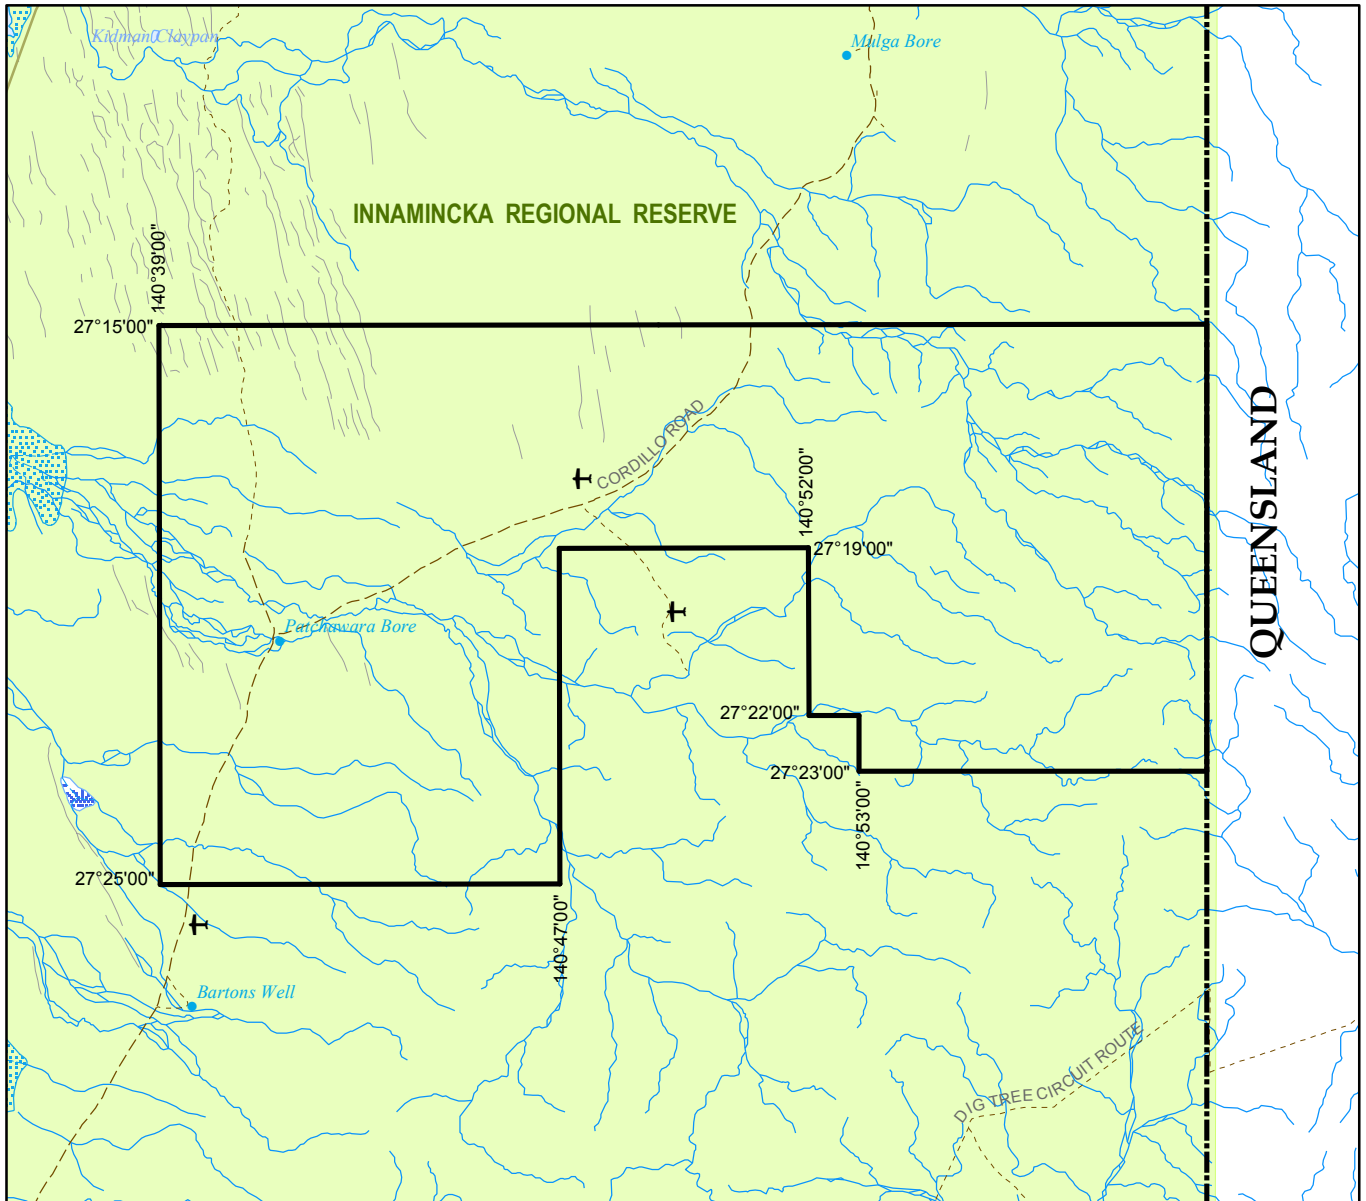 Kidman Claypan
Mulga Bore
INNAMINCKA REGIONAL RESERVE
140°39'00"
27°15'00"
QUEENSLAND
CORDILLO ROAD
140°52'00"
27°19'00"
Patchawara Bore
27°22'00"
27°23'00"
140°53'00"
27°25'00"
140°47'00"
Bartons Well
DIG TREE CIRCUIT ROUTE